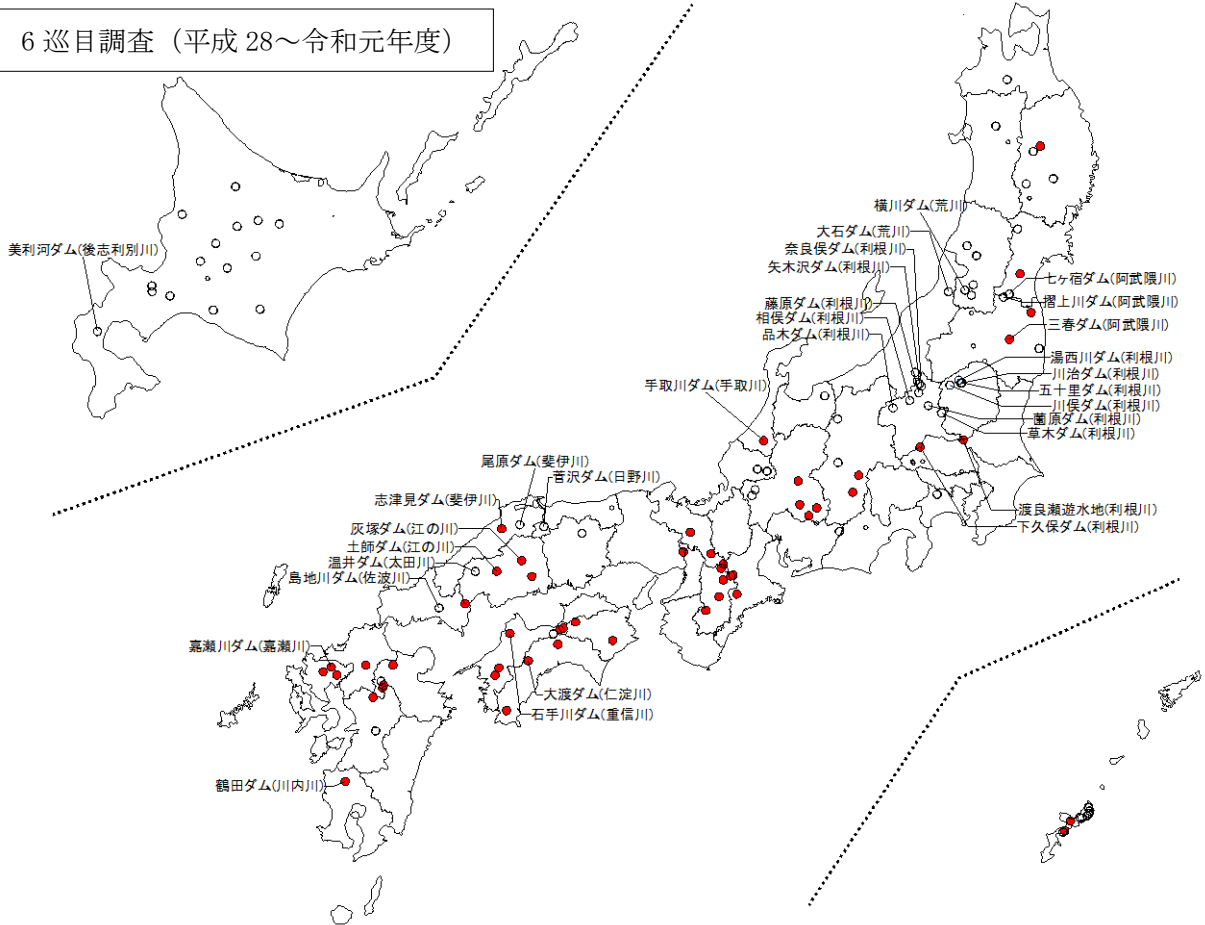 6巡目調査（平成 28～令和元年度）
美利河ダム(後志利別川)
横川ダム(荒川)
大石ダム(荒川)
奈良俣ダム(利根川)
矢木沢ダム(利根川)
藤原ダム(利根川)
相俣ダム(利根川)
品木ダム(利根川)
七ヶ宿ダム(阿武隈川)
摺上川ダム(阿武隈川)
三春ダム(阿武隈川)
湯西川ダム(利根川)
川治ダム(利根川)
五十里ダム(利根川)
川俣ダム(利根川)
薗原ダム(利根川)
草木ダム(利根川)
手取川ダム(手取川)
渡良瀬遊水地(利根川)
下久保ダム(利根川)
尾原ダム(斐伊川)
菅沢ダム(日野川)
志津見ダム(斐伊川)
灰塚ダム(江の川)
土師ダム(江の川)
温井ダム(太田川)
島地川ダム(佐波川)
嘉瀬川ダム(嘉瀬川)
大渡ダム(仁淀川)
石手川ダム(重信川)
鶴田ダム(川内川)